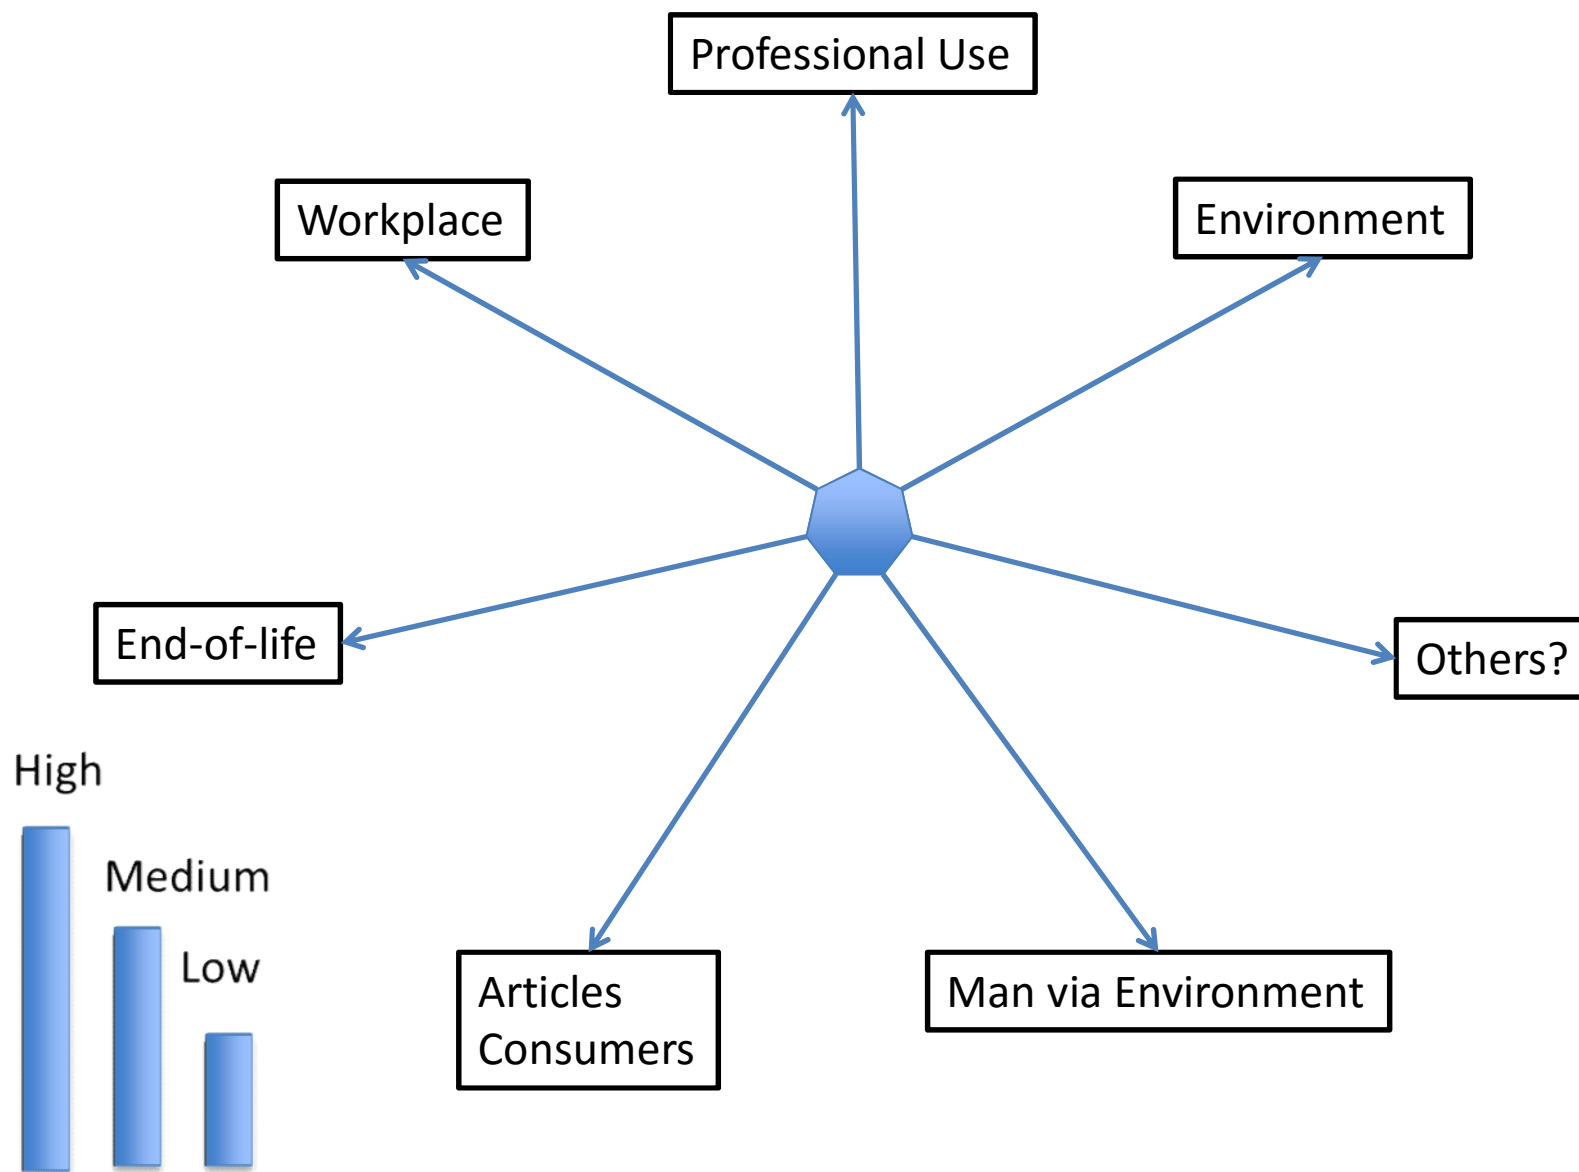 Professional Use
Workplace
Environment
End-of-life
Others?
High
Medium
Low
Articles
Consumers
Man via Environment